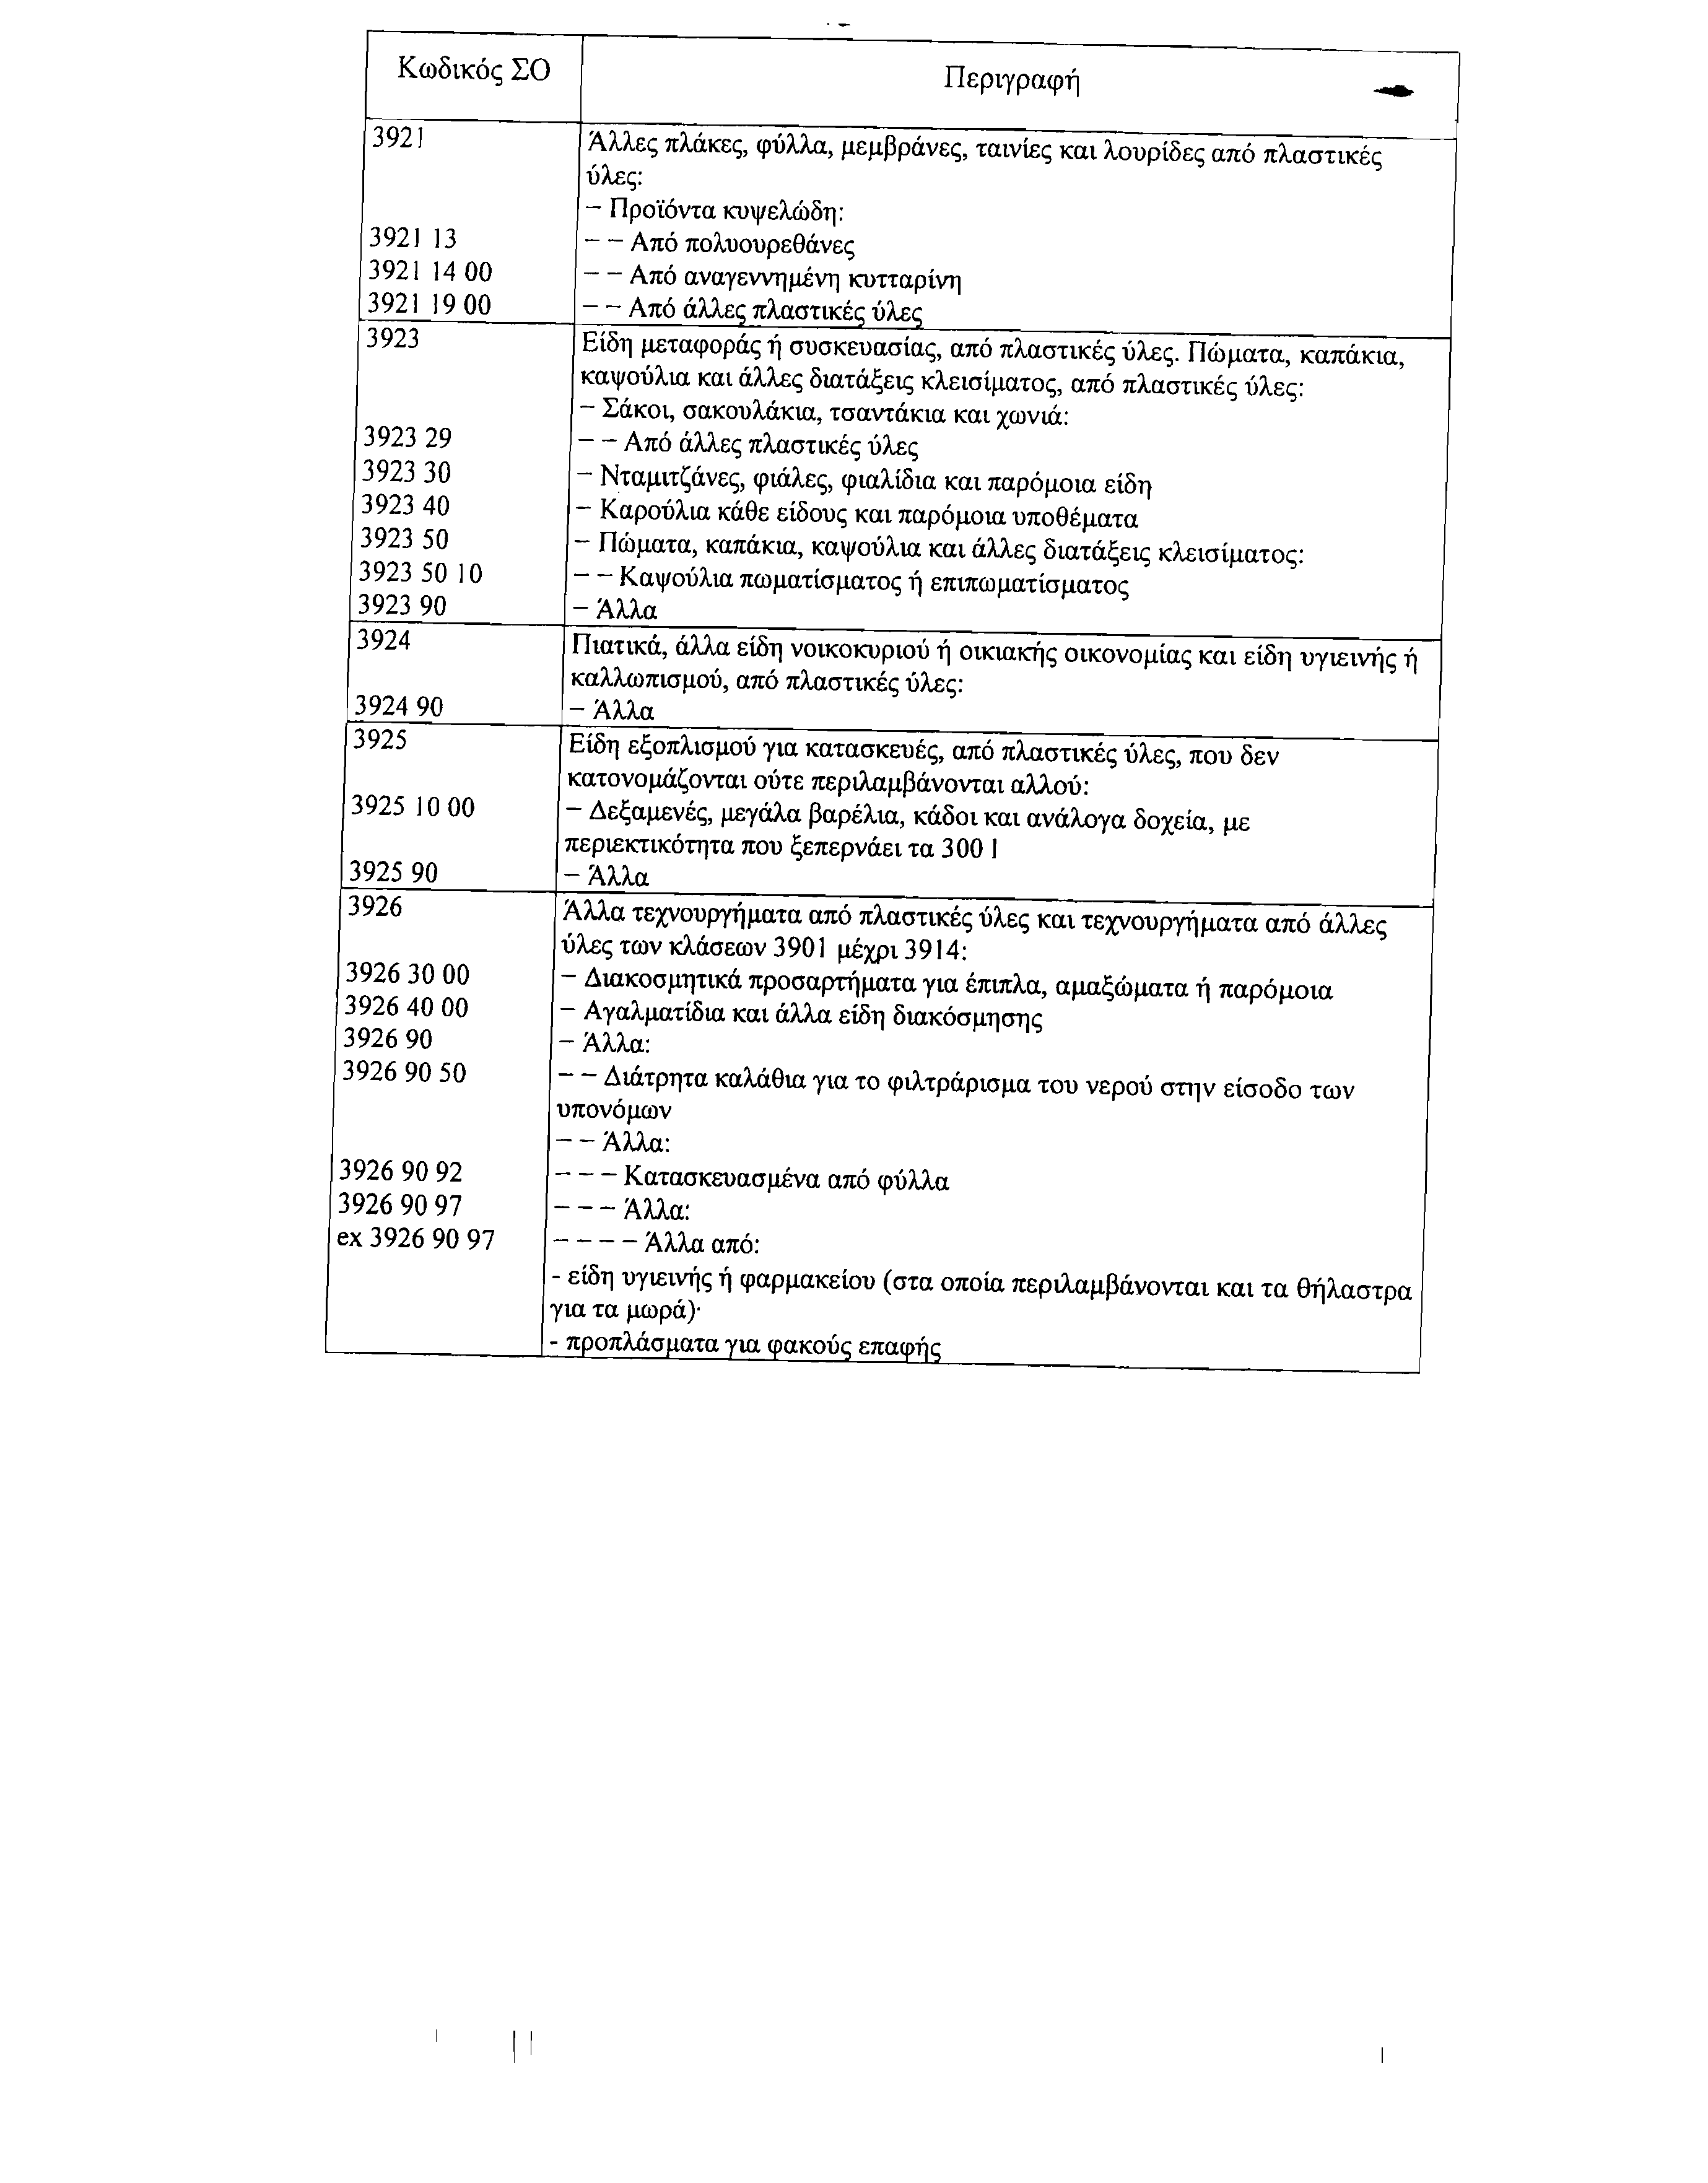 Κωδικός ΣΟ Περιγραφή
3921 Άλλες πλάκες, φύλλα, μεμβράνες, ταινίες και λουρίδες από πλαστικές
ύλες:
– Προϊόντα κυψελώδη:
3921 13 – – Από πολυουρεθάνες
3921 14 00 – – Από αναγεννημένη κυτταρίνη
3921 19 00 – – Από άλλες πλαστικές ύλες
3923 Είδη μεταφοράς ή συσκευασίας, από πλαστικές ύλες. Πώματα, καπάκια,
καψούλια και άλλες διατάξεις κλεισίματος, από πλαστικές ύλες:
– Σάκοι, σακουλάκια, τσαντάκια και χωνιά:
3923 29 – – Από άλλες πλαστικές ύλες
3923 30 – Νταμιτζάνες, φιάλες, φιαλίδια και παρόμοια είδη
3923 40 – Καρούλια κάθε είδους και παρόμοια υποθέματα
3923 50 – Πώματα, καπάκια, καψούλια και άλλες διατάξεις κλεισίματος:
3923 50 10 – – Καψούλια πωματίσματος ή επιπωματίσματος
3923 90 – Άλλα
3924 Πιατικά, άλλα είδη νοικοκυριού ή οικιακής οικονομίας και είδη υγιεινής ή
καλλωπισμού, από πλαστικές ύλες:
3924 90 – Άλλα
3925 Είδη εξοπλισμού για κατασκευές, από πλαστικές ύλες, που δεν
κατονομάζονται ούτε περιλαμβάνονται αλλού:
3925 10 00 – Δεξαμενές, μεγάλα βαρέλια, κάδοι και ανάλογα δοχεία, με
περιεκτικότητα που ξεπερνάει τα 300 l
3925 90 – Άλλα
3926 Άλλα τεχνουργήματα από πλαστικές ύλες και τεχνουργήματα από άλλες
ύλες των κλάσεων 3901 μέχρι 3914:
3926 30 00 – Διακοσμητικά προσαρτήματα για έπιπλα, αμαξώματα ή παρόμοια
3926 40 00 – Αγαλματίδια και άλλα είδη διακόσμησης
3926 90 – Άλλα:
3926 90 50 – – Διάτρητα καλάθια για το φιλτράρισμα του νερού στην είσοδο των
υπονόμων
– – Άλλα:
3926 90 92 – – – Κατασκευασμένα από φύλλα
3926 90 97 – – – Άλλα:
ex 3926 90 97 – – – – Άλλα από:
- είδη υγιεινής ή φαρμακείου (στα οποία περιλαμβάνονται και τα θήλαστρα
για τα μωρά)·
- προπλάσματα για φακούς επαφής